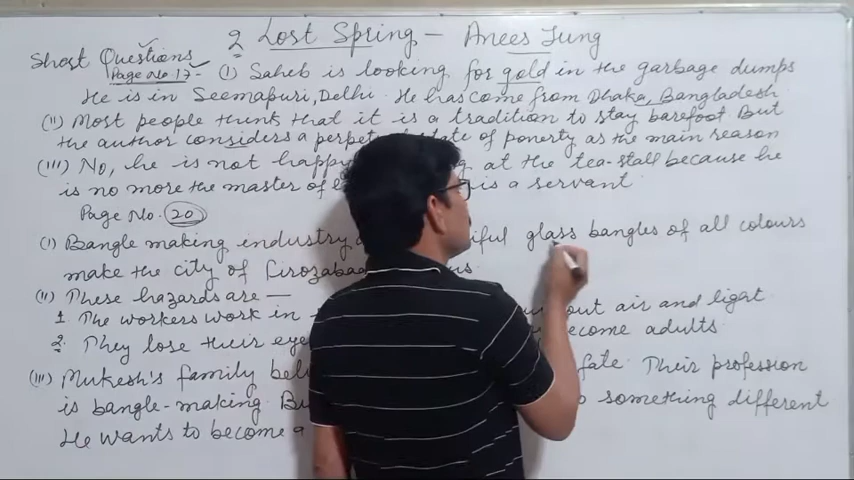 2 Lost Spring — Anees Jung
Short Questions
Page No 17- (i) Saheb is looking for gold in the garbage dumps
He is in Seemapuri, Delhi. He has come from Dhaka, Bangladesh
(ii) Most people think that it is a tradition to stay barefoot. But
the author considers a perpetual state of poverty as the main reason
(iii) No, he is not happy at the tea-stall because he
is no more the master of is a servant
Page No. 20
(i) Bangle making industry glass bangles of all colours
make the city of Firozabad
(ii) These hazards are —
1. The workers work in out air and light
2. They lose their become adults
(iii) Mukesh's family fate. Their profession
is bangle-making. something different
He wants to become a